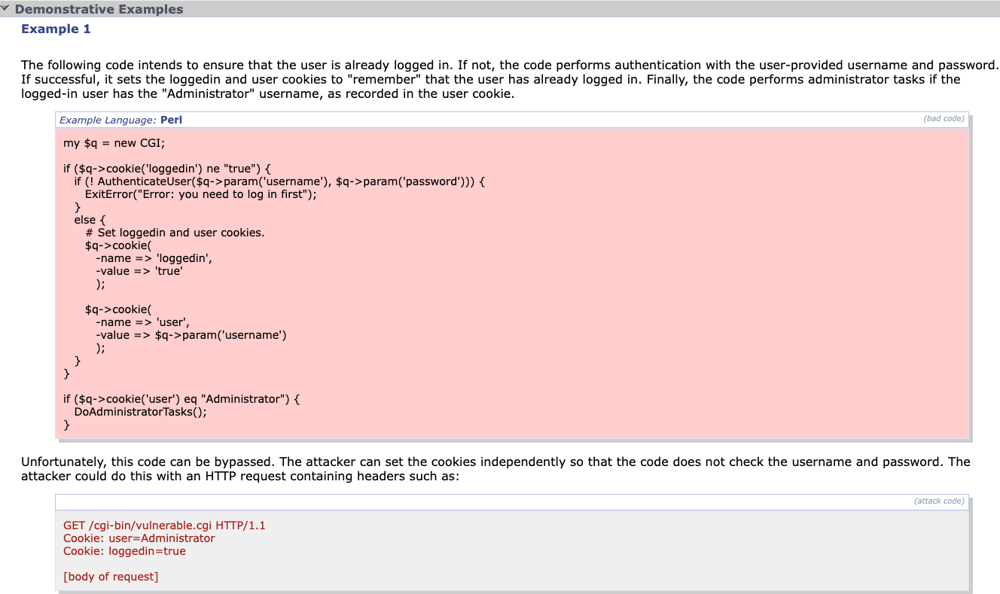 Demonstrative Examples
Example 1
The following code intends to ensure that the user is already logged in. If not, the code performs authentication with the user-provided username and password.
If successful, it sets the loggedin and user cookies to "remember" that the user has already logged in. Finally, the code performs administrator tasks if the
logged-in user has the "Administrator" username, as recorded in the user cookie.
Example Language: Perl (bad code)
my $q = new CGI;
if ($q->cookie('loggedin') ne "true") {
if (! AuthenticateUser($q->param('username'), $q->param('password'))) {
ExitError("Error: you need to log in first");
}
else {
# Set loggedin and user cookies.
$q->cookie(
-name => 'loggedin',
-value => 'true'
);
$q->cookie(
-name => 'user',
-value => $q->param('username')
);
}
}
if ($q->cookie('user') eq "Administrator") {
DoAdministratorTasks();
}
Unfortunately, this code can be bypassed. The attacker can set the cookies independently so that the code does not check the username and password. The
attacker could do this with an HTTP request containing headers such as:
(attack code)
GET /cgi-bin/vulnerable.cgi HTTP/1.1
Cookie: user=Administrator
Cookie: loggedin=true
[body of request]